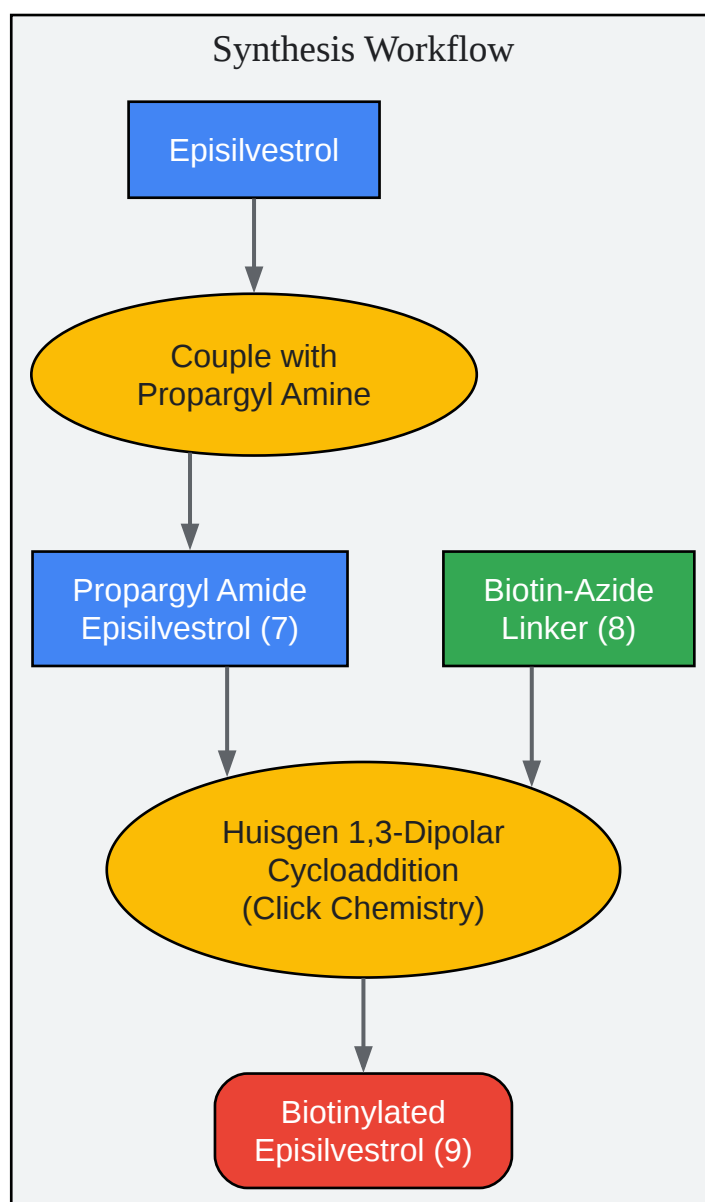 Synthesis Workflow
Episilvestrol
Couple with
Propargyl Amine
Propargyl Amide
Episilvestrol (7)
Biotin-Azide
Linker (8)
Huisgen 1,3-Dipolar
Cycloaddition
(Click Chemistry)
Biotinylated
Episilvestrol (9)